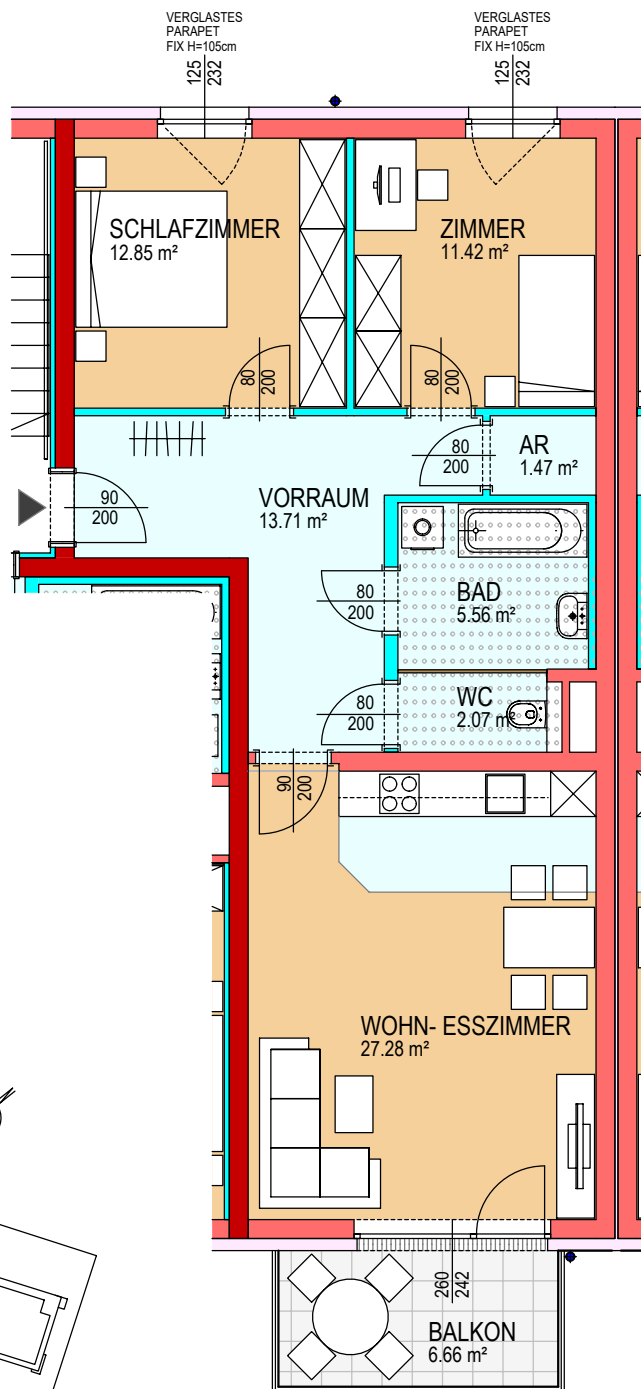 VERGLASTES
PARAPET
FIX H=105cm
125
232
VERGLASTES
PARAPET
FIX H=105cm
125
232
SCHLAFZIMMER
12.85 m²
ZIMMER
11.42 m²
80
200
80
200
80
200
AR
1.47 m²
90
200
VORRAUM
13.71 m²
80
200
BAD
5.56 m²
80
200
WC
2.07 m²
90
200
WOHN- ESSZIMMER
27.28 m²
260
242
BALKON
6.66 m²